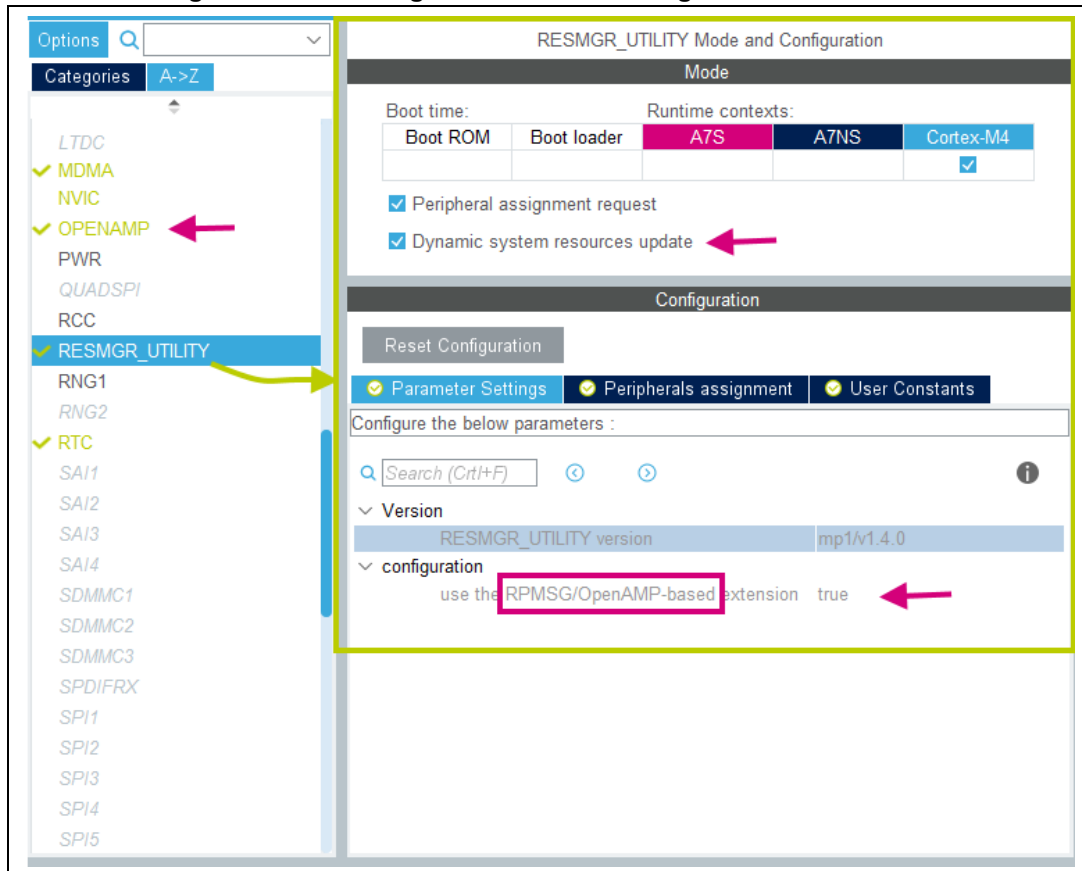 Options
Categories A->Z
LTDC
MDMA
NVIC
OPENAMP
PWR
QUADSPI
RCC
RESMGR_UTILITY
RNG1
RNG2
RTC
SAI1
SAI2
SAI3
SAI4
SDMMC1
SDMMC2
SDMMC3
SPDIFRX
SPI1
SPI2
SPI3
SPI4
SPI5
RESMGR_UTILITY Mode and Configuration
Mode
Boot time: Runtime contexts:
Boot ROM Boot loader A7S A7NS Cortex-M4
Peripheral assignment request
Dynamic system resources update
Configuration
Reset Configuration
Parameter Settings Peripherals assignment User Constants
Configure the below parameters :
Search (Crtl+F)
Version
RESMGR_UTILITY version mp1/v1.4.0
configuration
use the RPMSG/OpenAMP-based extension true